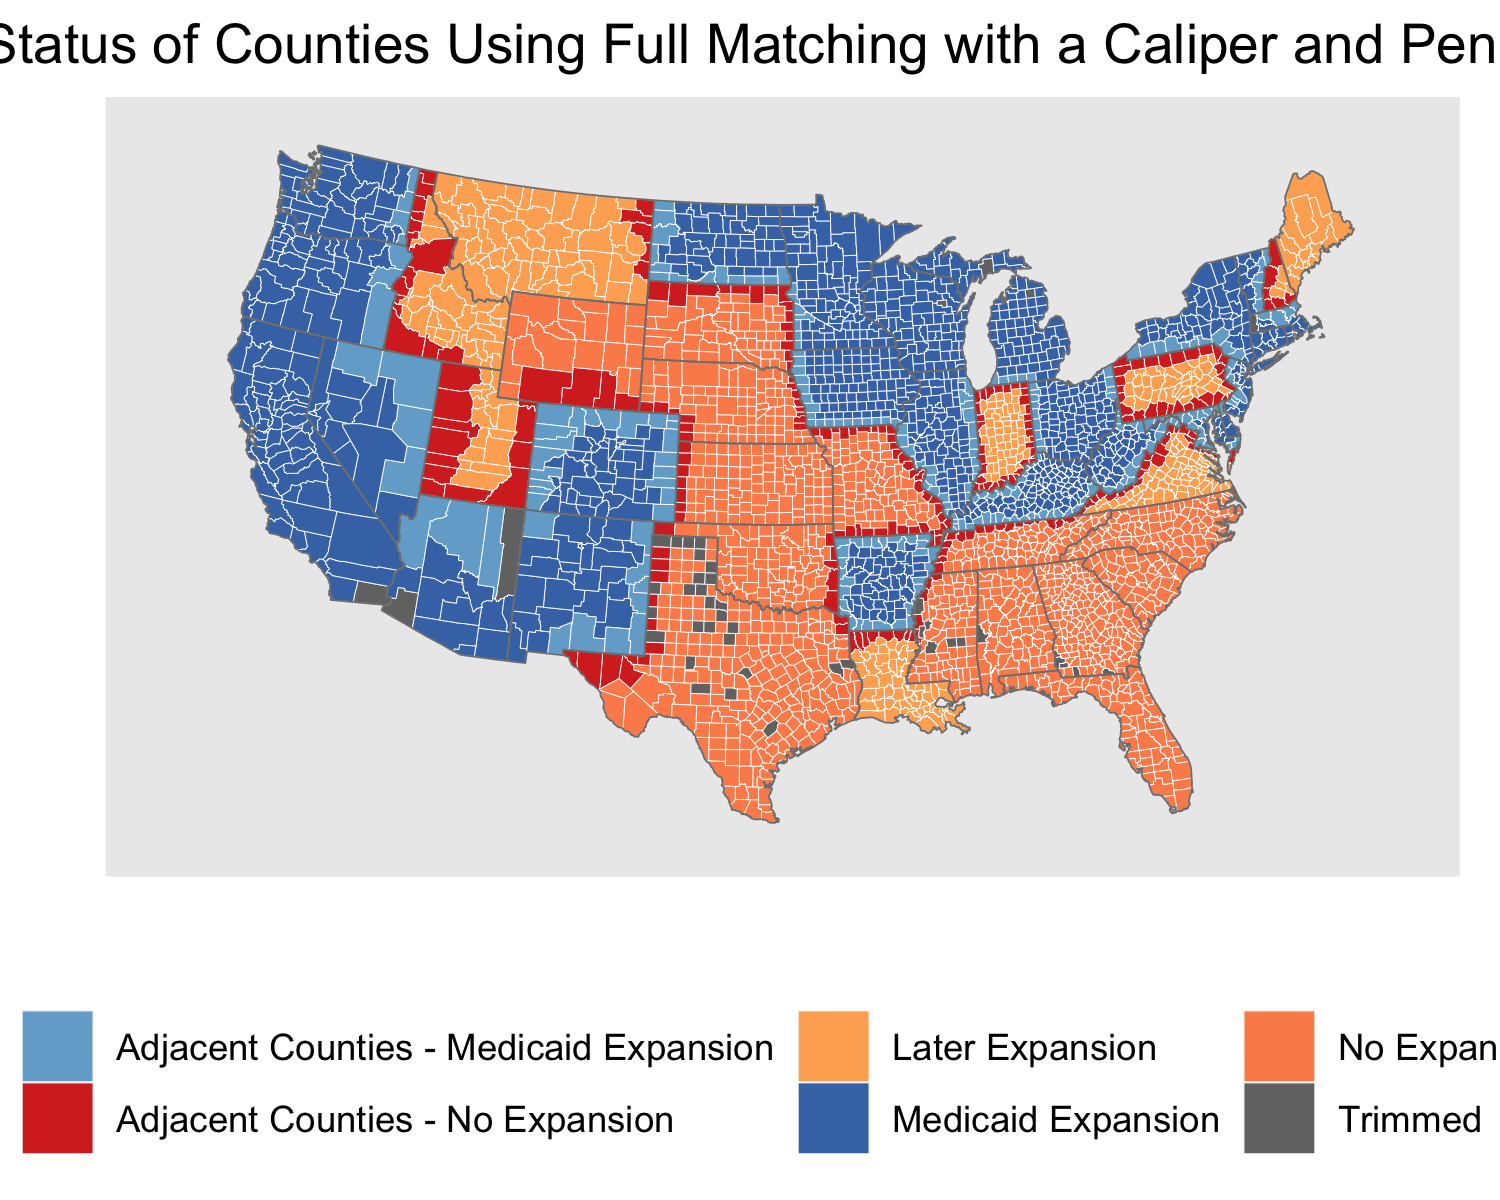 Status of Counties Using Full Matching with a Caliper and Pen
Adjacent Counties - Medicaid Expansion
Adjacent Counties - No Expansion
Later Expansion
Medicaid Expansion
No Expan
Trimmed